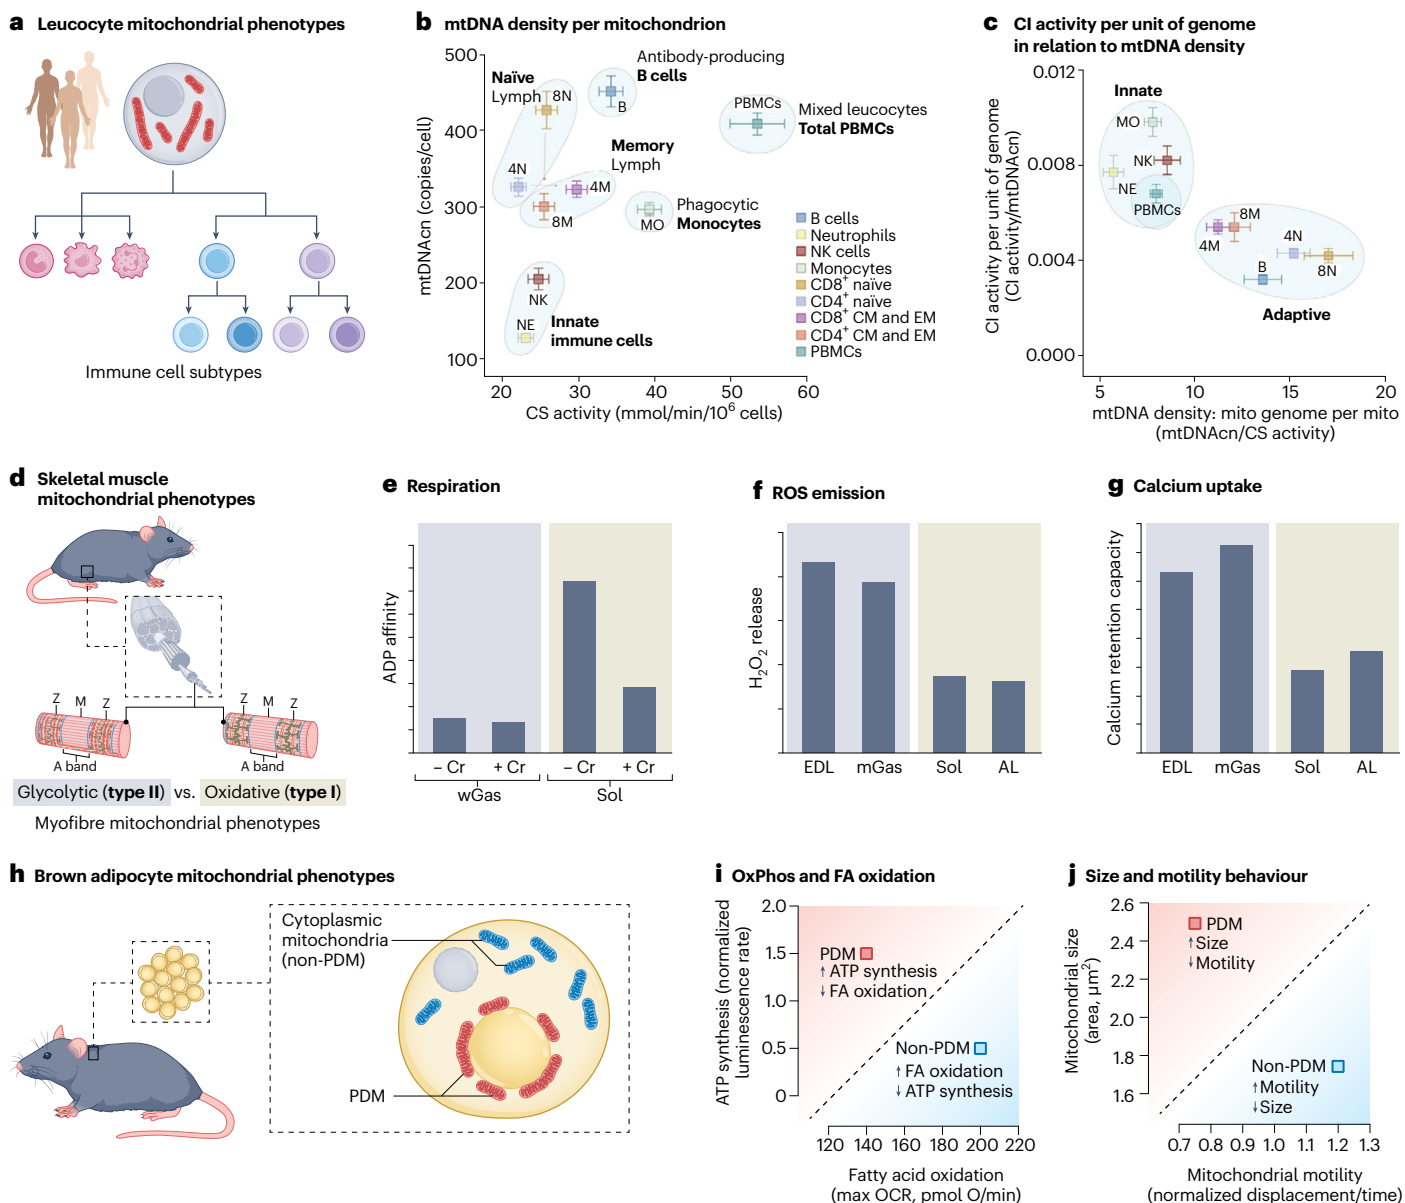 a Leucocyte mitochondrial phenotypes
Immune cell subtypes
b mtDNA density per mitochondrion
mtDNAcn (copies/cell)
500
400
300
200
100
20 30 40 50 60
CS activity (mmol/min/10⁶ cells)
Naïve
Lymph
8N
4N
Antibody-producing
B cells
B
PBMCs
Mixed leucocytes
Total PBMCs
Memory
Lymph
4M
8M
MO
Phagocytic
Monocytes
NK
NE
Innate
immune cells
B cells
Neutrophils
NK cells
Monocytes
CD8⁺ naïve
CD4⁺ naïve
CD8⁺ CM and EM
CD4⁺ CM and EM
PBMCs
c CI activity per unit of genome
in relation to mtDNA density
CI activity per unit of genome
(CI activity/mtDNAcn)
0.012
0.008
0.004
0.000
5 10 15 20
mtDNA density: mito genome per mito
(mtDNAcn/CS activity)
Innate
MO
NK
NE
PBMCs
8M
4M
4N
B
8N
Adaptive
d Skeletal muscle
mitochondrial phenotypes
Z M Z
A band
Z M Z
A band
Glycolytic (type II) vs. Oxidative (type I)
Myofibre mitochondrial phenotypes
e Respiration
ADP affinity
– Cr + Cr – Cr + Cr
wGas Sol
f ROS emission
H₂O₂ release
EDL mGas Sol AL
g Calcium uptake
Calcium retention capacity
EDL mGas Sol AL
h Brown adipocyte mitochondrial phenotypes
Cytoplasmic
mitochondria
(non-PDM)
PDM
i OxPhos and FA oxidation
ATP synthesis (normalized
luminescence rate)
2.0
1.5
1.0
0.5
0
PDM
↑ ATP synthesis
↓ FA oxidation
Non-PDM
↑ FA oxidation
↓ ATP synthesis
120 140 160 180 200 220
Fatty acid oxidation
(max OCR, pmol O/min)
j Size and motility behaviour
Mitochondrial size
(area, μm²)
2.6
2.4
2.2
2.0
1.8
1.6
PDM
↑ Size
↓ Motility
Non-PDM
↑ Motility
↓ Size
0.7 0.8 0.9 1.0 1.1 1.2 1.3
Mitochondrial motility
(normalized displacement/time)